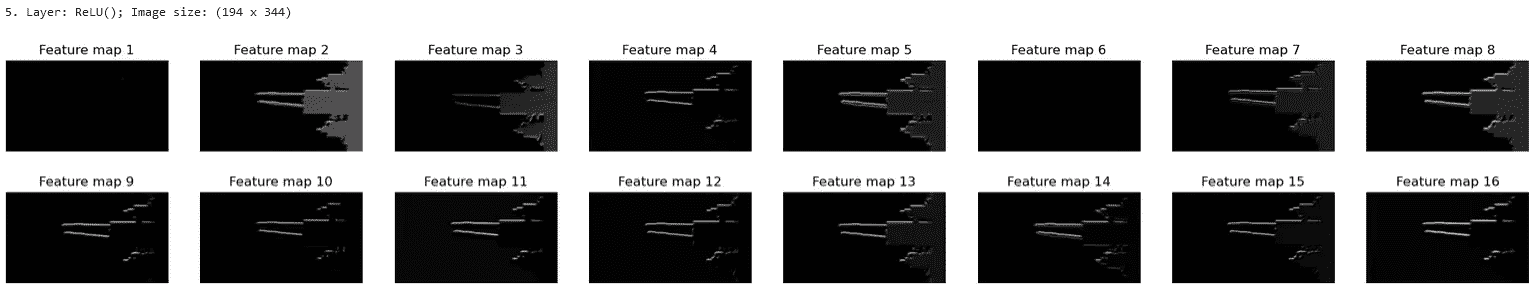 5. Layer: ReLU(); Image size: (194 x 344)
Feature map 1 Feature map 2 Feature map 3 Feature map 4 Feature map 5 Feature map 6 Feature map 7 Feature map 8
Feature map 9 Feature map 10 Feature map 11 Feature map 12 Feature map 13 Feature map 14 Feature map 15 Feature map 16